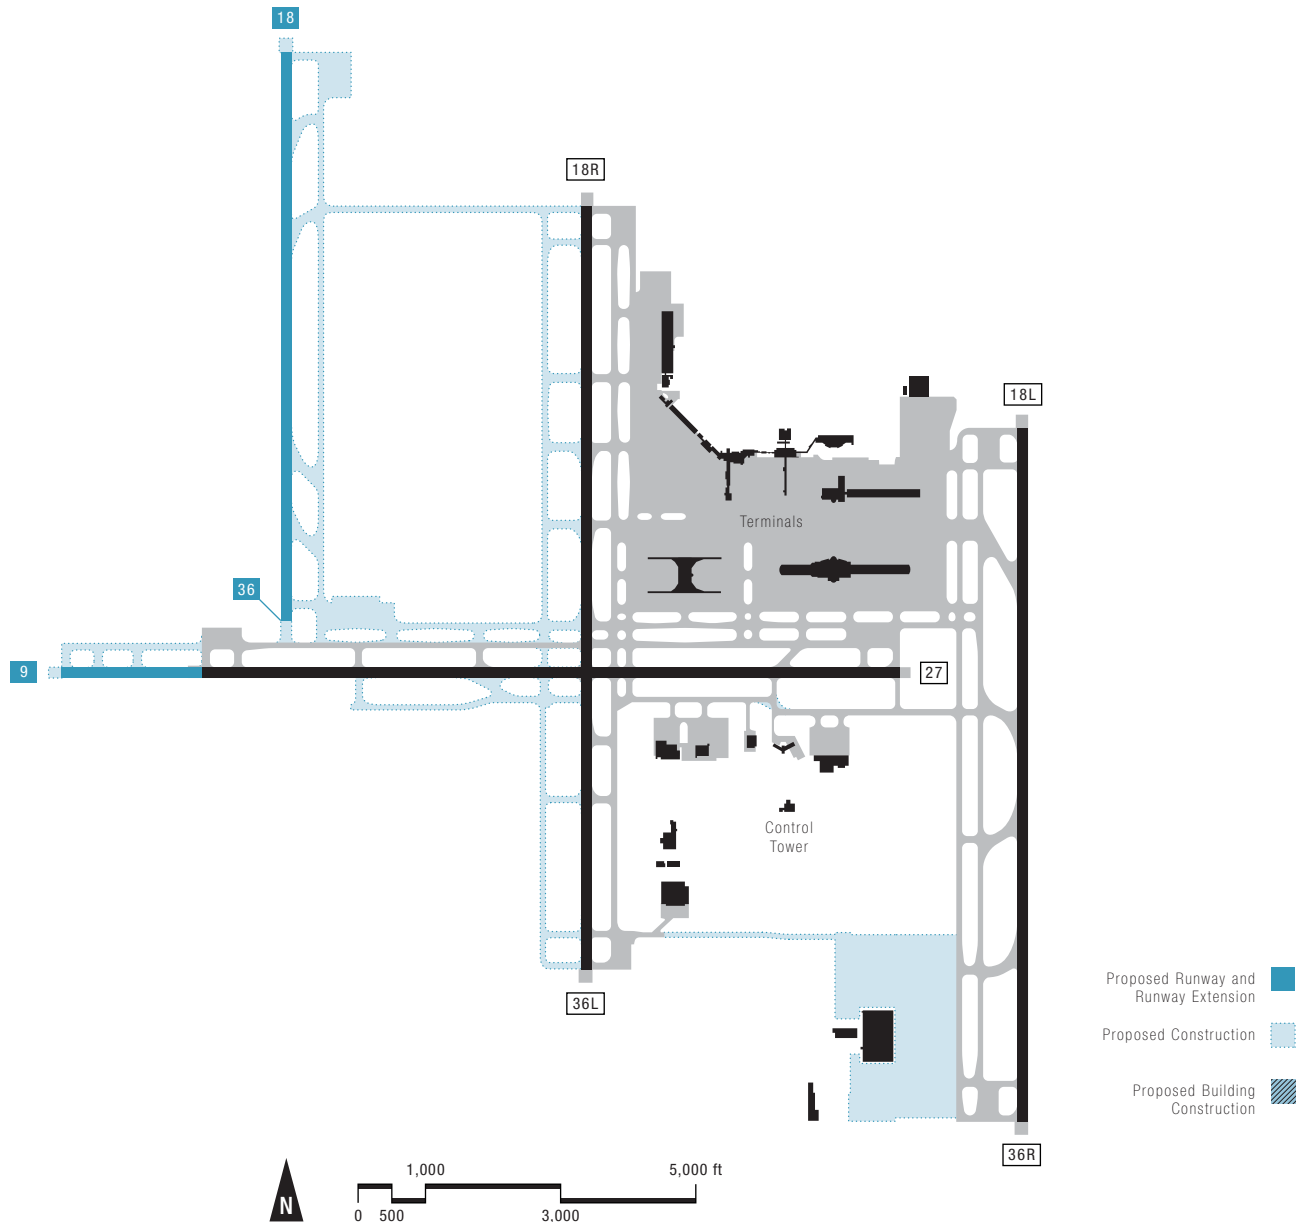 18
18R
18L
Terminals
36
9
27
Control
Tower
36L
Proposed Runway and
Runway Extension
Proposed Construction
Proposed Building
Construction
36R
N
1,000
5,000 ft
0
500
3,000